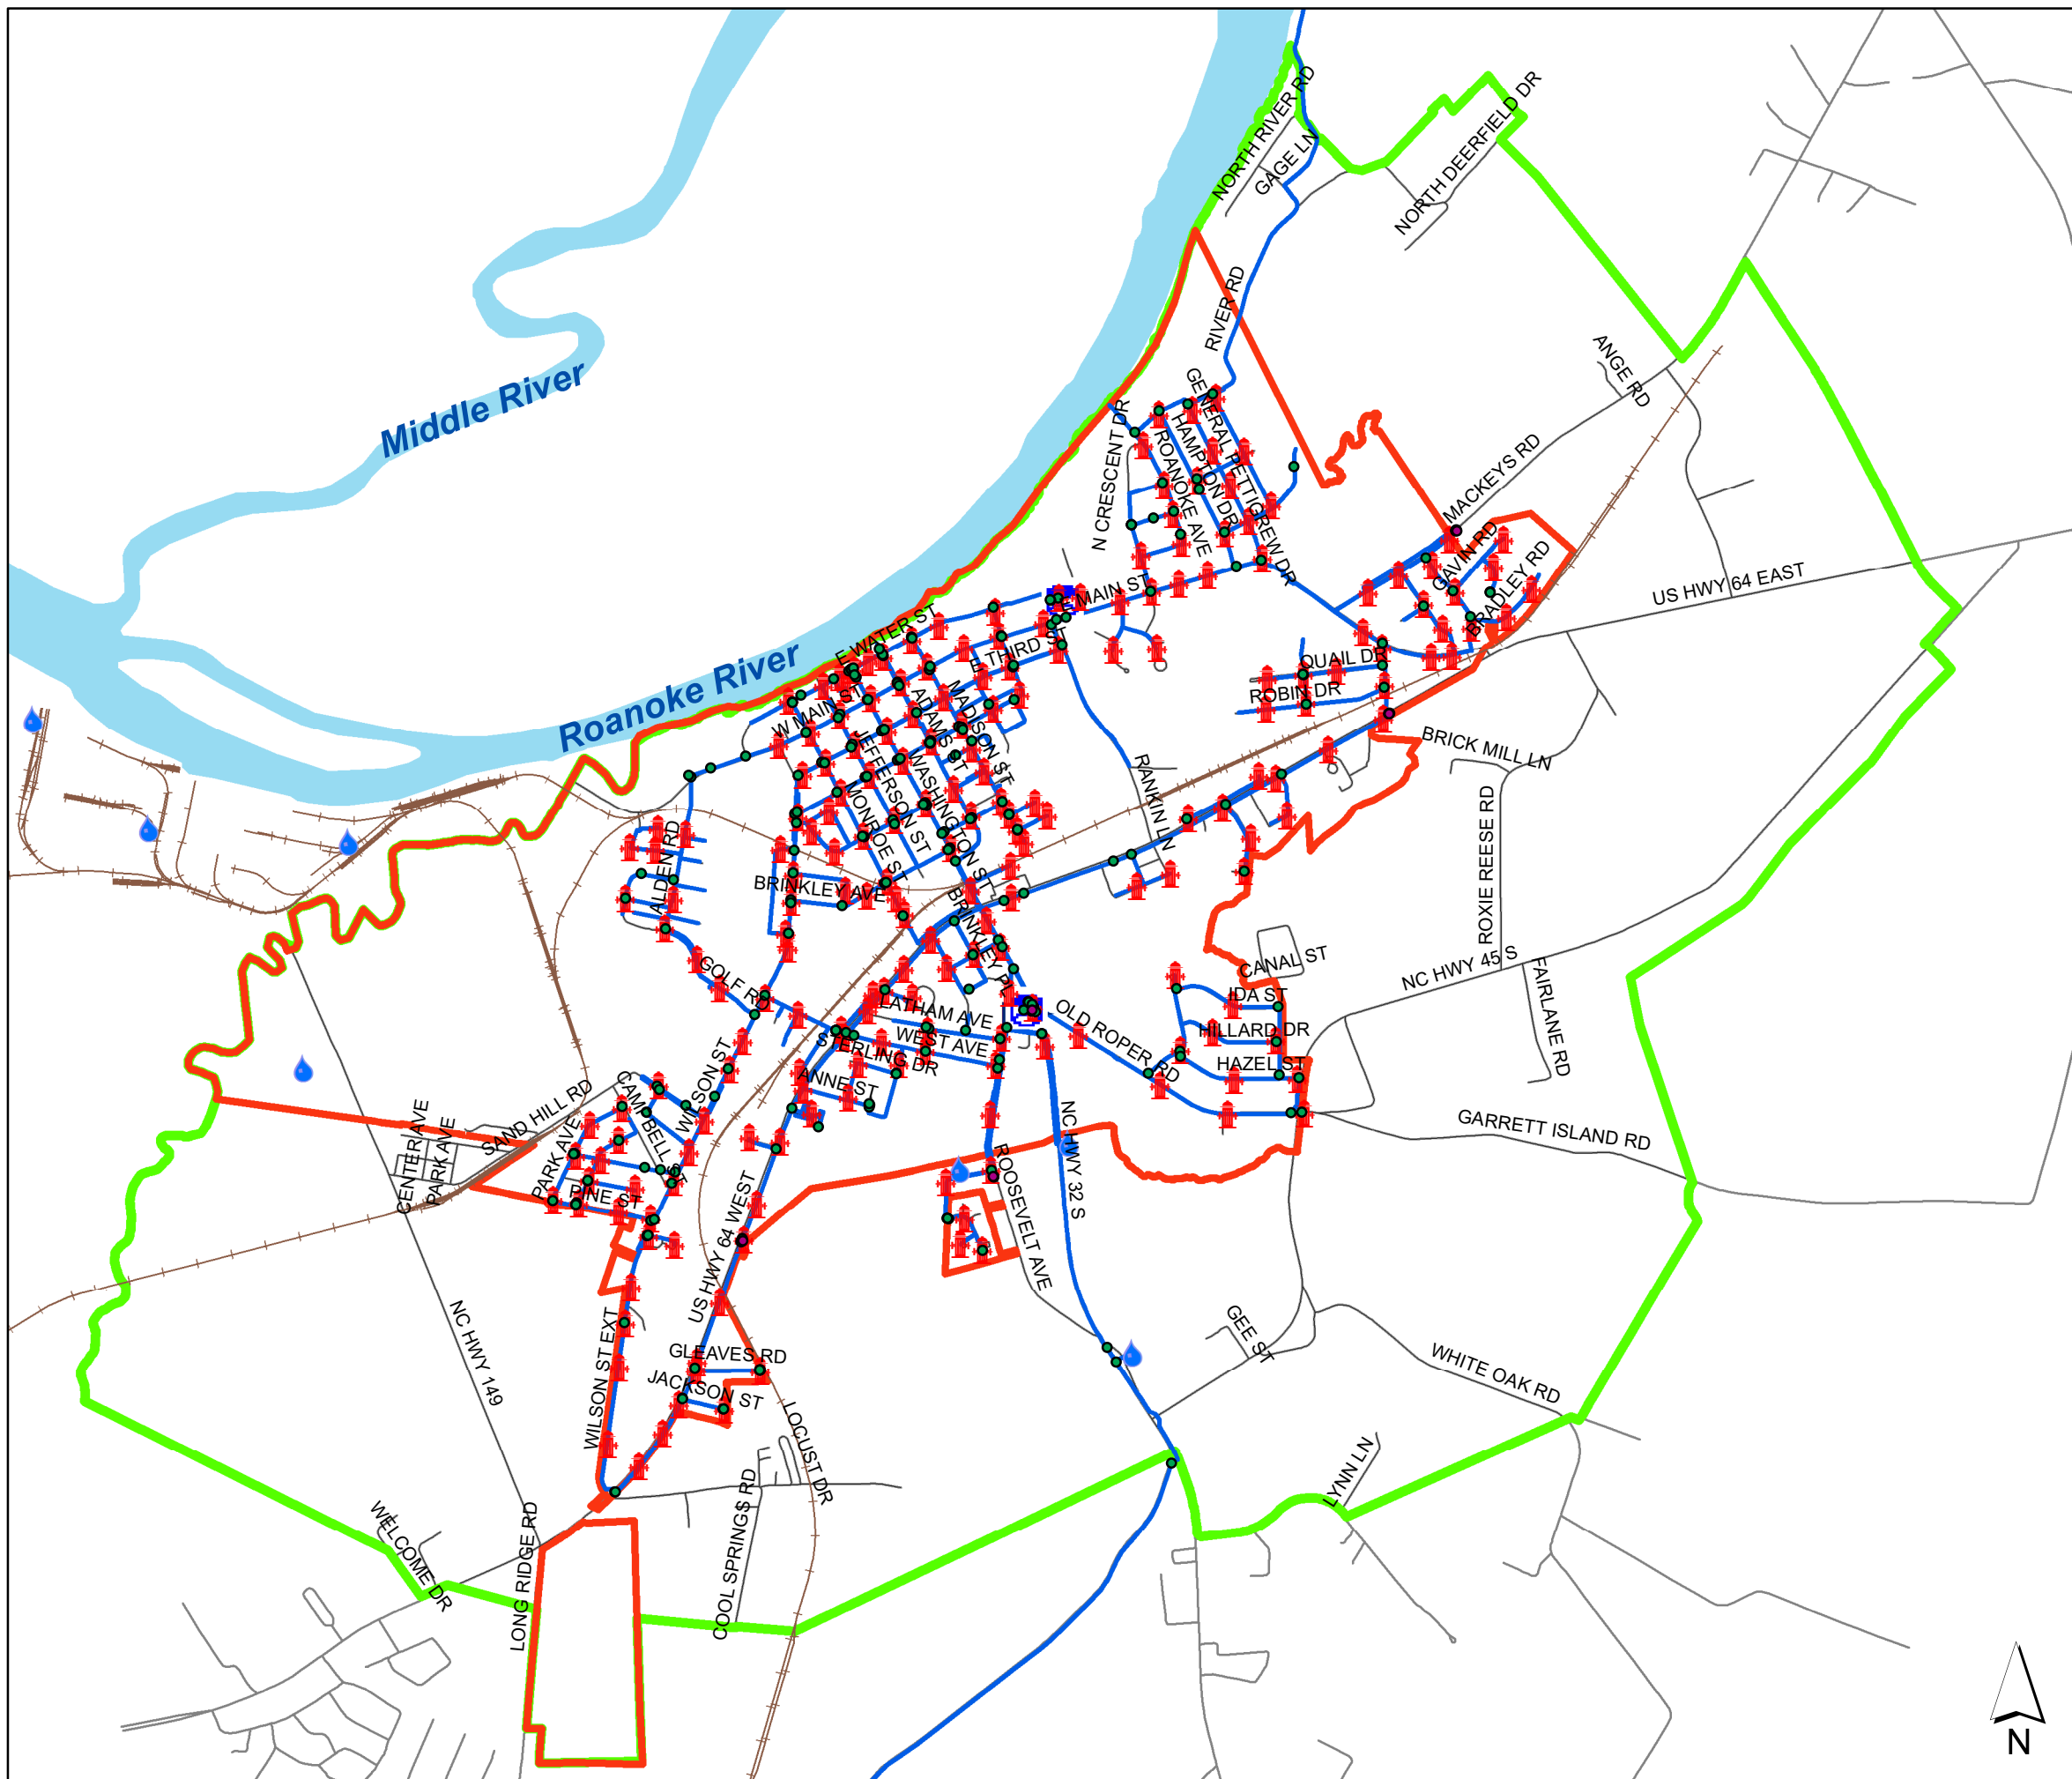 NORTH RIVER RD
GAGE LN
NORTH DEERFIELD DR
RIVER RD
ANGE RD
Middle River
GENERAL PETTIGREW DR
HAMPTON DR
ROANOKE AVE
N CRESCENT DR
MACKEYS RD
GAVIN RD
BRADLEY RD
US HWY 64 EAST
E MAIN ST
E WATER ST
E THIRD ST
QUAIL DR
ROBIN DR
Roanoke River
W MAIN ST
MADISON ST
ADAMS ST
WASHINGTON ST
JEFFERSON ST
MONROE ST
BRICK MILL LN
RANKIN LN
ROXIE REESE RD
ALDEN RD
BRINKLEY AVE
BRINKLEY PL
CANAL ST
NC HWY 45 S
FAIRLANE RD
GOLF RD
IDA ST
LATHAM AVE
OLD ROPER RD
HILLARD DR
WEST AVE
STERLING DR
HAZEL ST
ANNE ST
WILSON ST
CAMPBELL ST
SAND HILL RD
CENTER AVE
PARK AVE
PARK AVE
PINE ST
GARRETT ISLAND RD
NC HWY 32 S
ROOSEVELT AVE
US HWY 64 WEST
NC HWY 149
WILSON ST EXT
GLEAVES RD
JACKSON ST
GEE ST
WHITE OAK RD
LOCUST DR
LYNN LN
COOL SPRINGS RD
WELCOME DR
LONG RIDGE RD
N